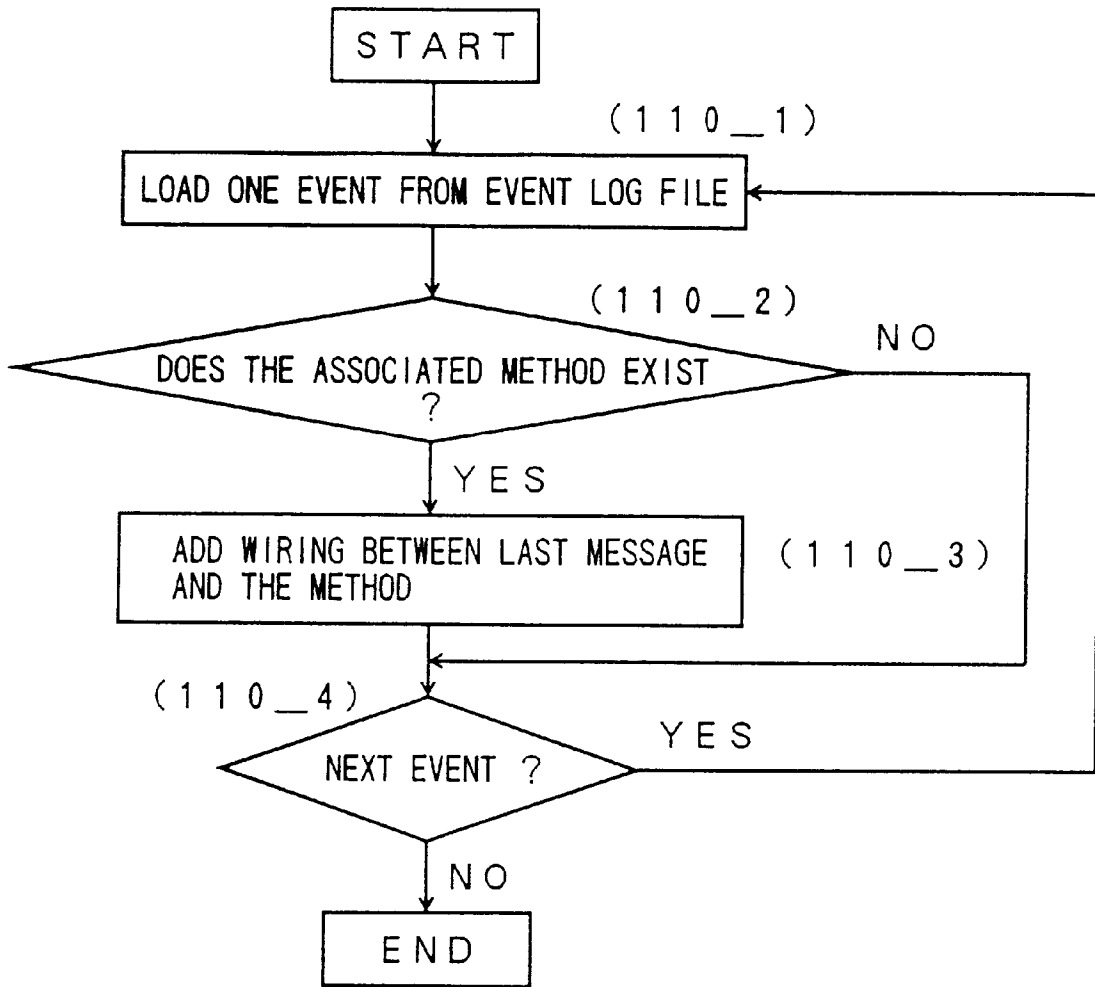 START
(110_1)
LOAD ONE EVENT FROM EVENT LOG FILE
(110_2)
NO
DOES THE ASSOCIATED METHOD EXIST
?
YES
ADD WIRING BETWEEN LAST MESSAGE
AND THE METHOD
(110_3)
(110_4)
YES
NEXT EVENT ?
NO
END